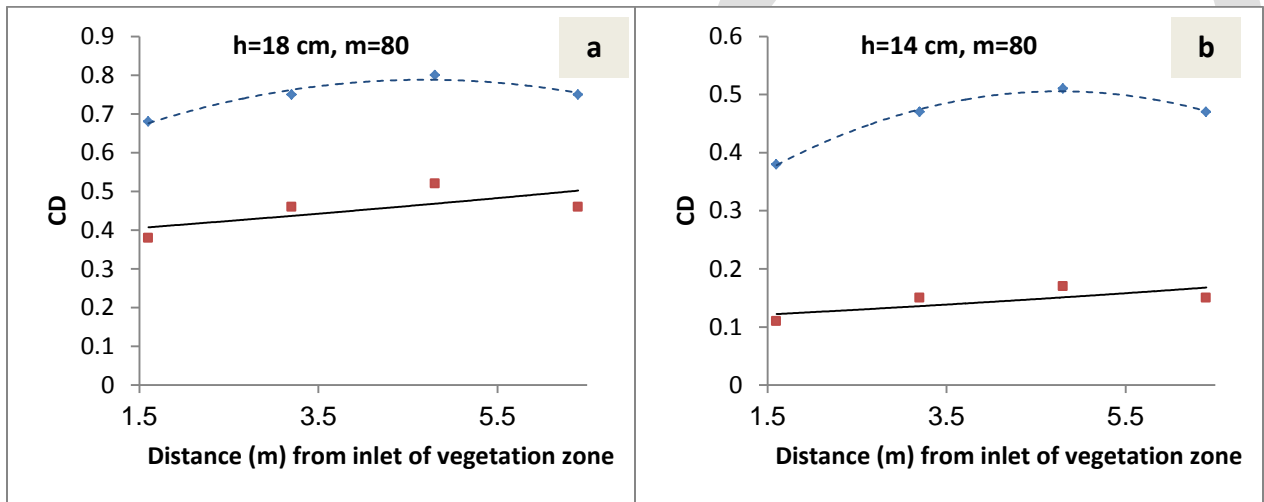 h=18 cm, m=80
a
0.9
0.8
0.7
0.6
0.5
0.4
0.3
0.2
0.1
0
CD
1.5 3.5 5.5
Distance (m) from inlet of vegetation zone
h=14 cm, m=80
b
0.6
0.5
0.4
0.3
0.2
0.1
0
CD
1.5 3.5 5.5
Distance (m) from inlet of vegetation zone